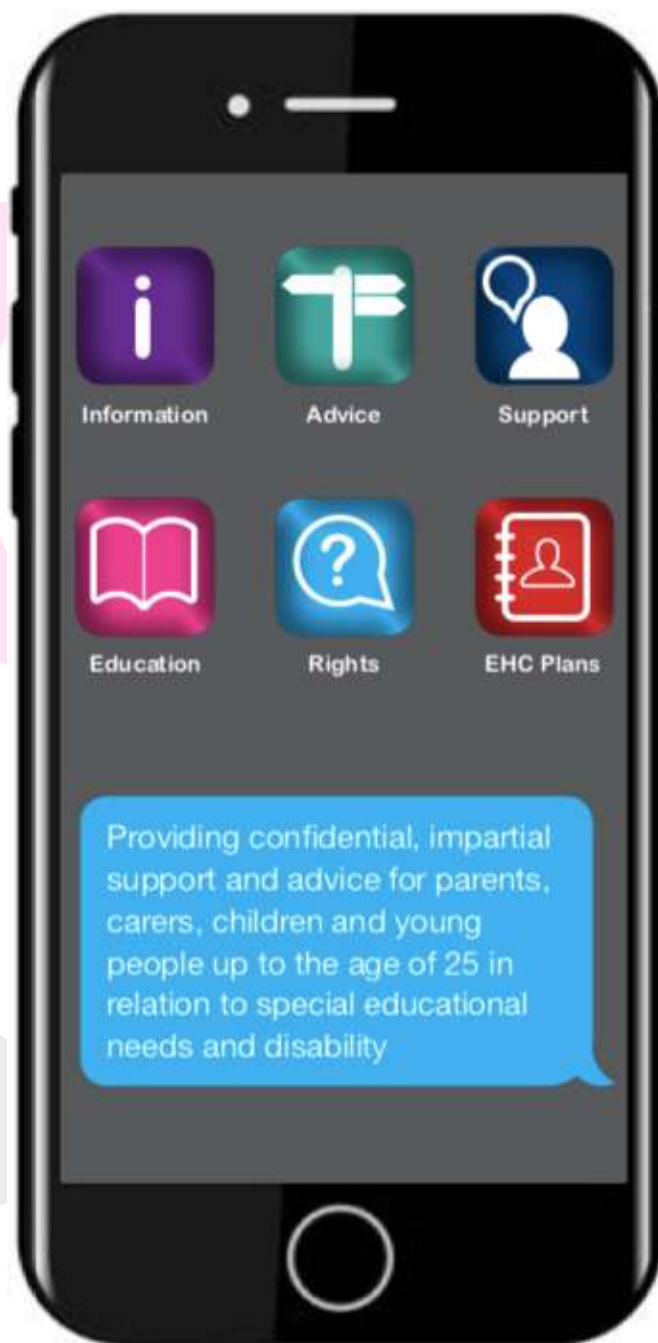 Information Advice Support
Education Rights EHC Plans
Providing confidential, impartial
support and advice for parents,
carers, children and young
people up to the age of 25 in
relation to special educational
needs and disability